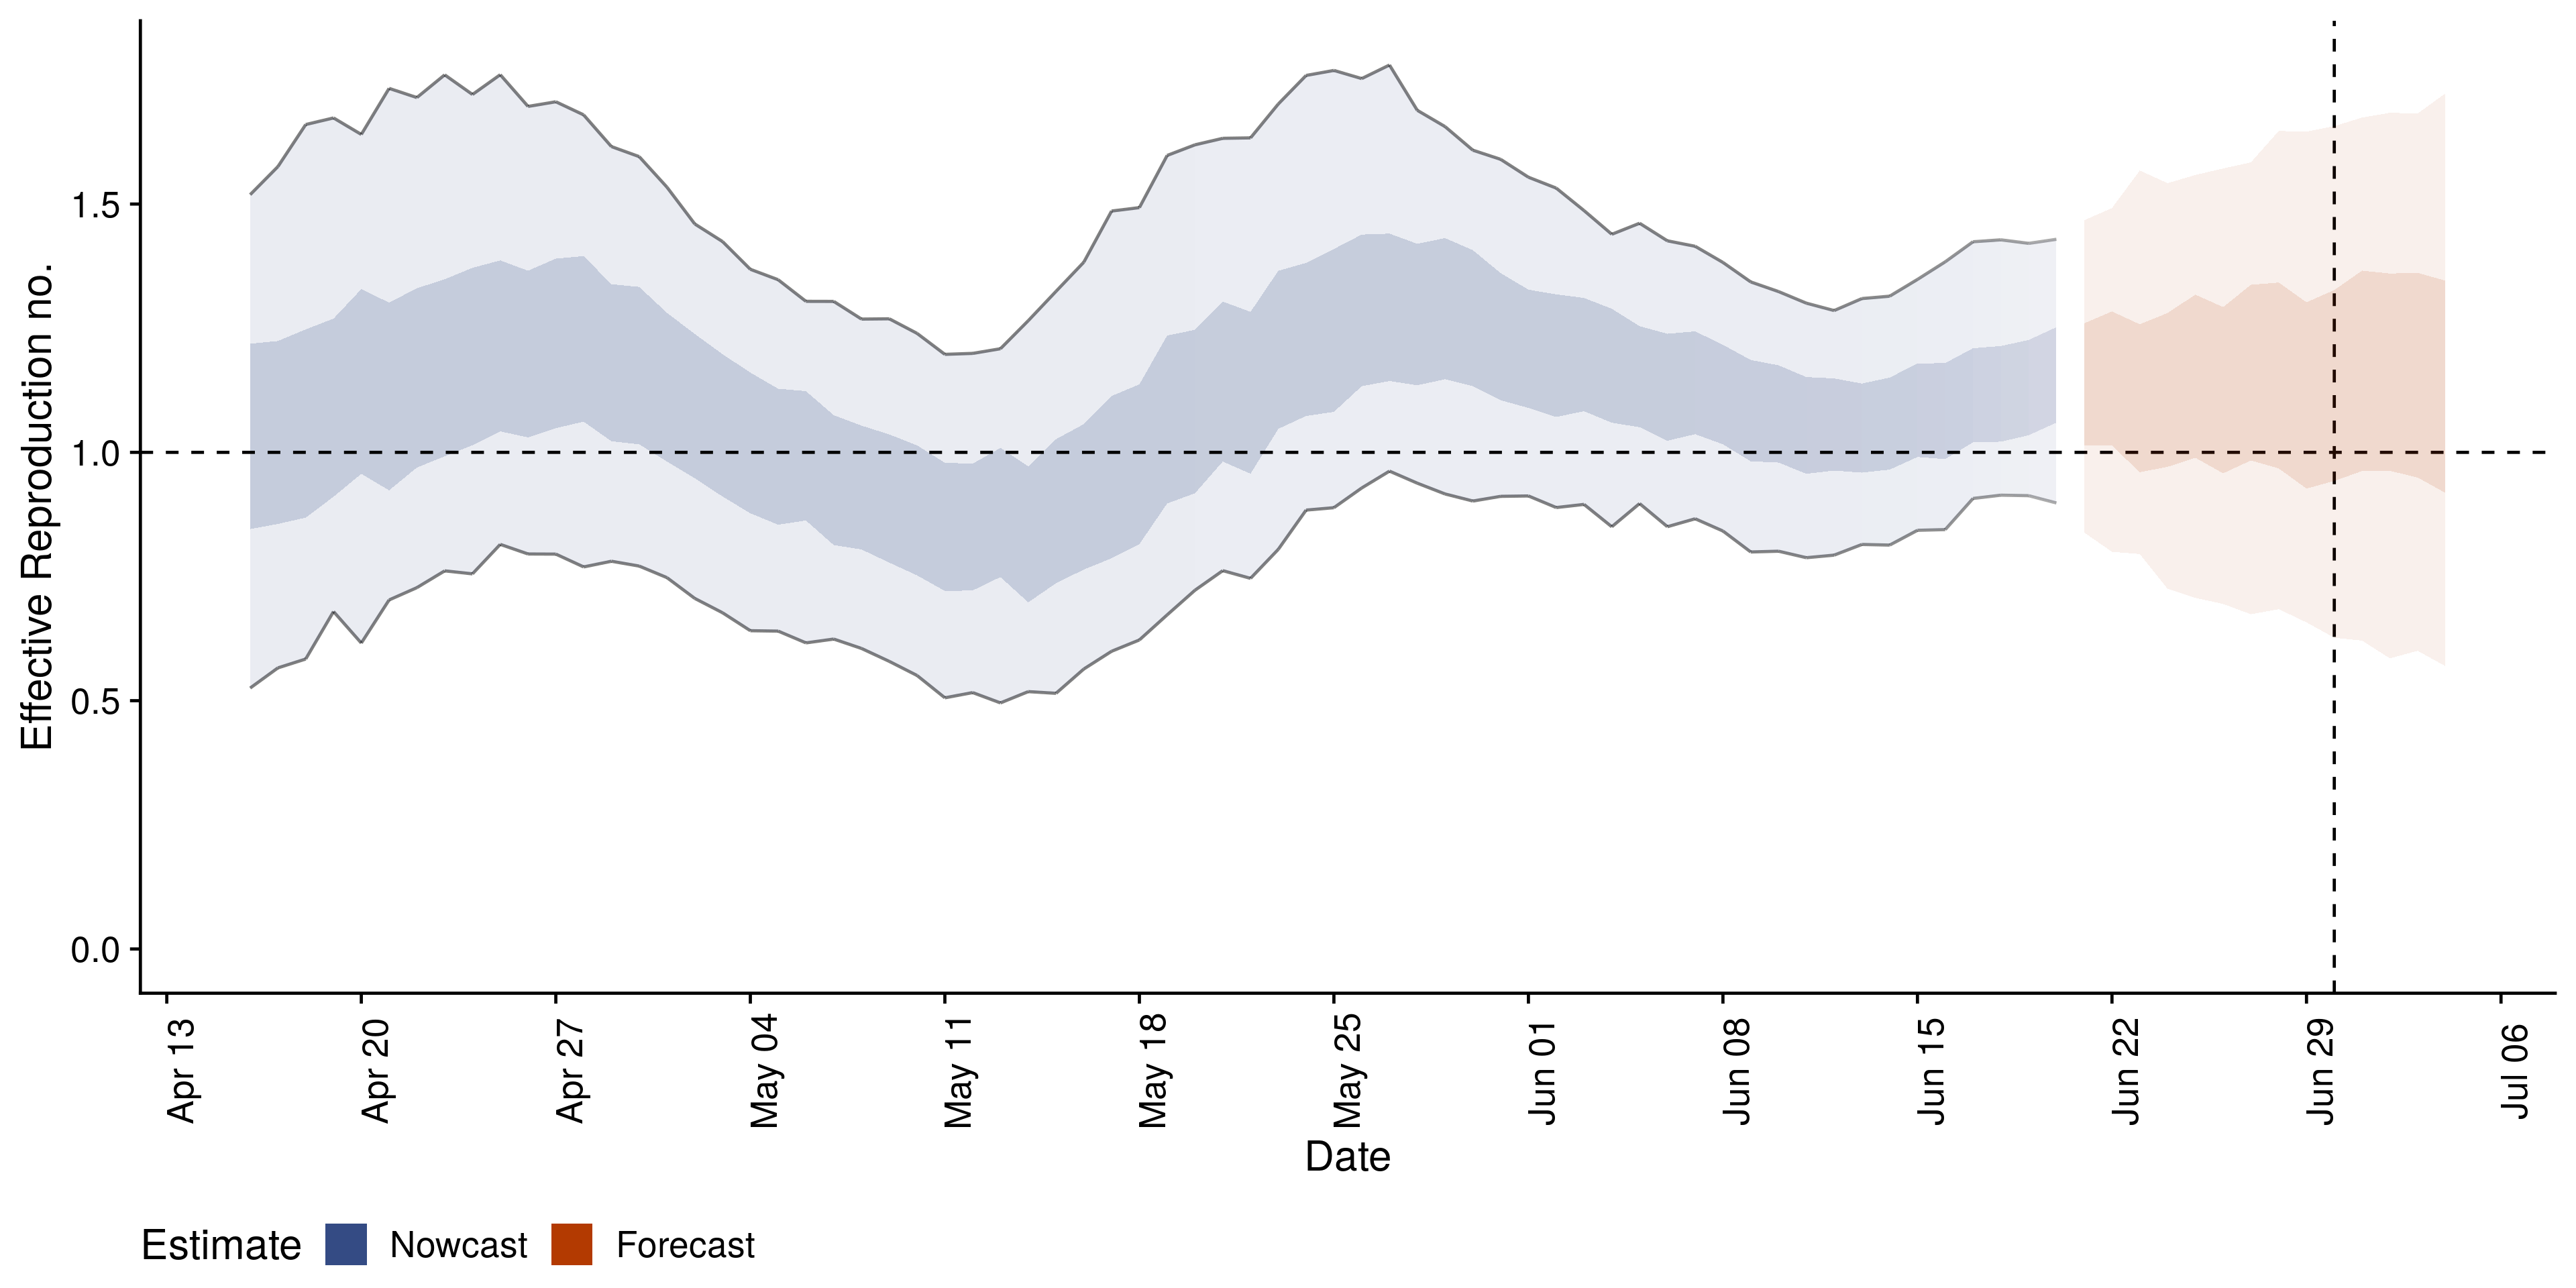 Effective Reproduction no.
1.5
1.0
0.5
0.0
Apr 13
Apr 20
Apr 27
May 04
May 11
May 18
May 25
Jun 01
Jun 08
Jun 15
Jun 22
Jun 29
Jul 06
Date
Estimate Nowcast Forecast